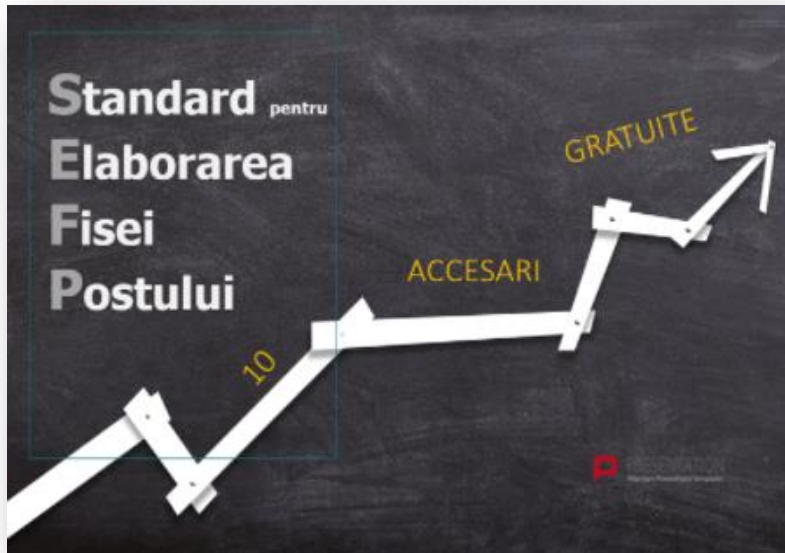 Standard pentru
Elaborarea
Fisei
Postului
GRATUITE
ACCESARI
10